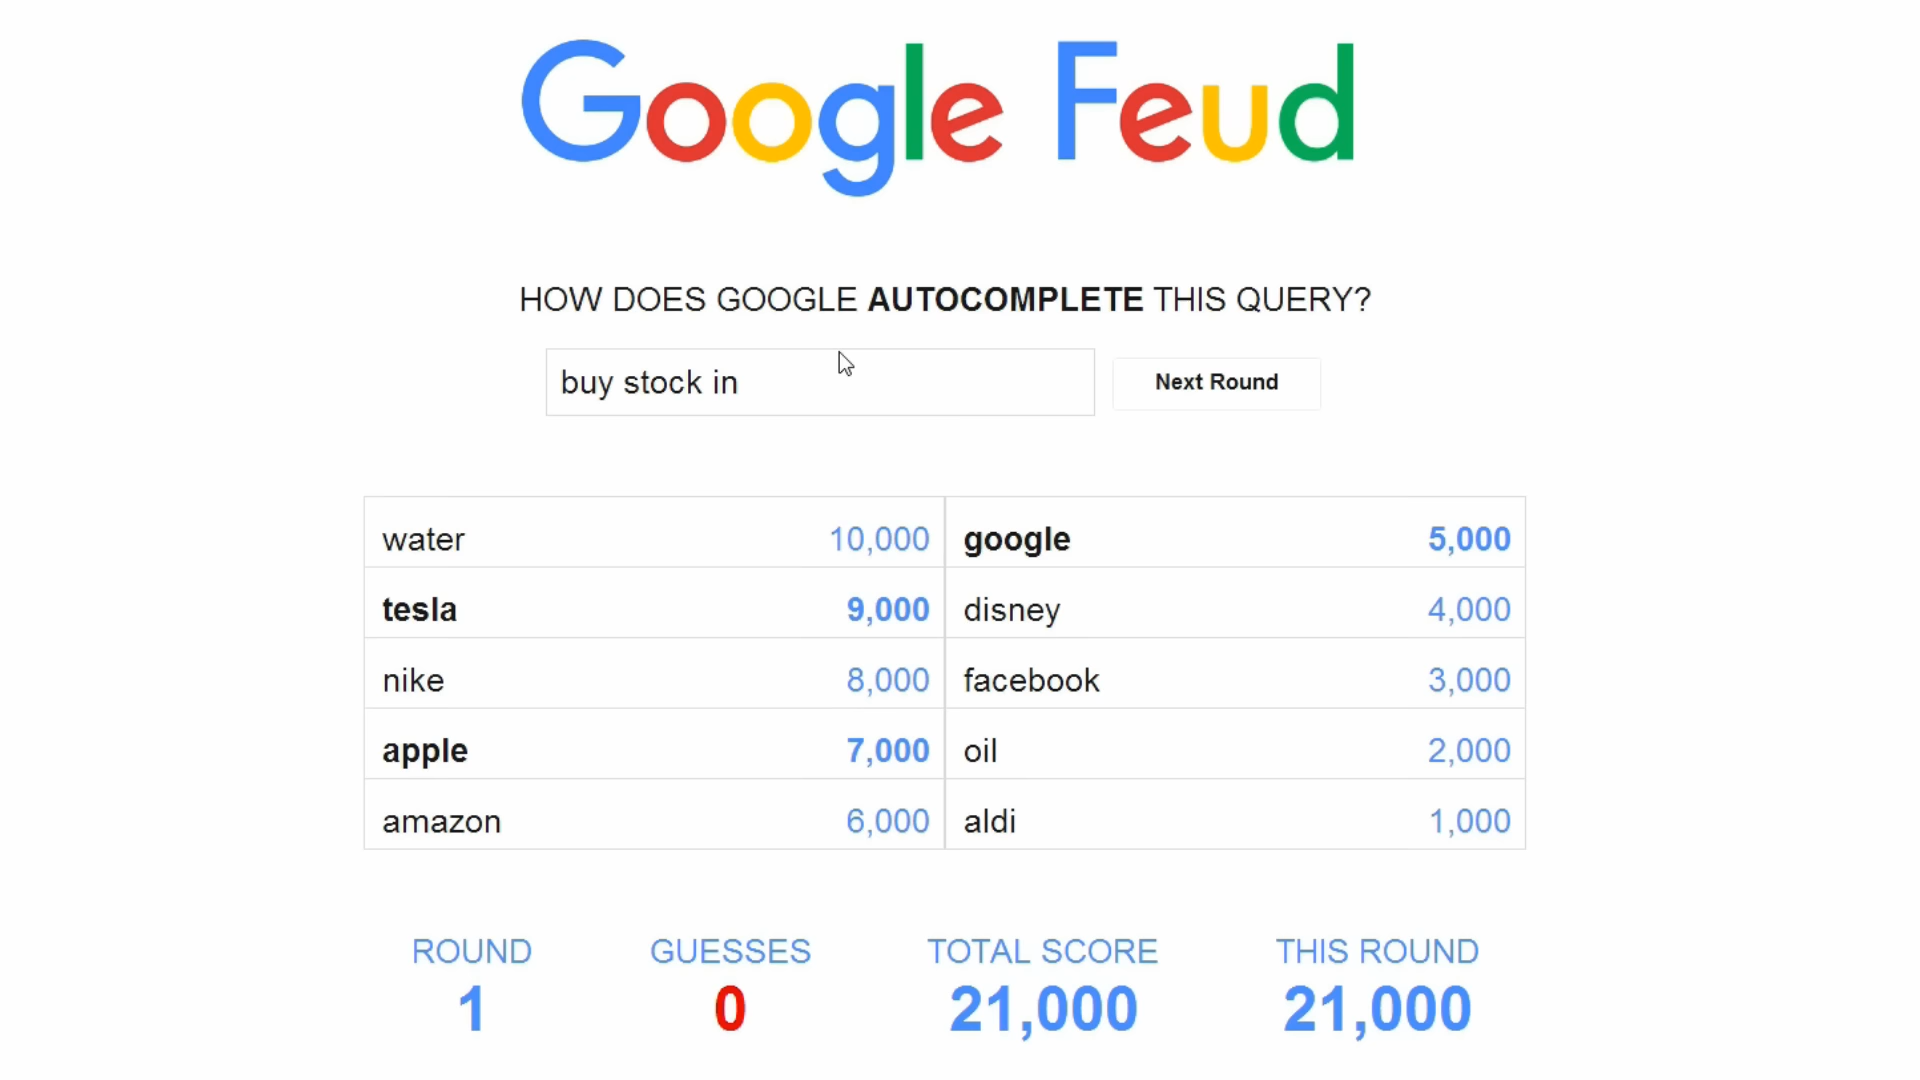 Google Feud
HOW DOES GOOGLE AUTOCOMPLETE THIS QUERY?
buy stock in
Next Round
water 10,000 google 5,000
tesla 9,000 disney 4,000
nike 8,000 facebook 3,000
apple 7,000 oil 2,000
amazon 6,000 aldi 1,000
ROUND GUESSES TOTAL SCORE THIS ROUND
1 0 21,000 21,000